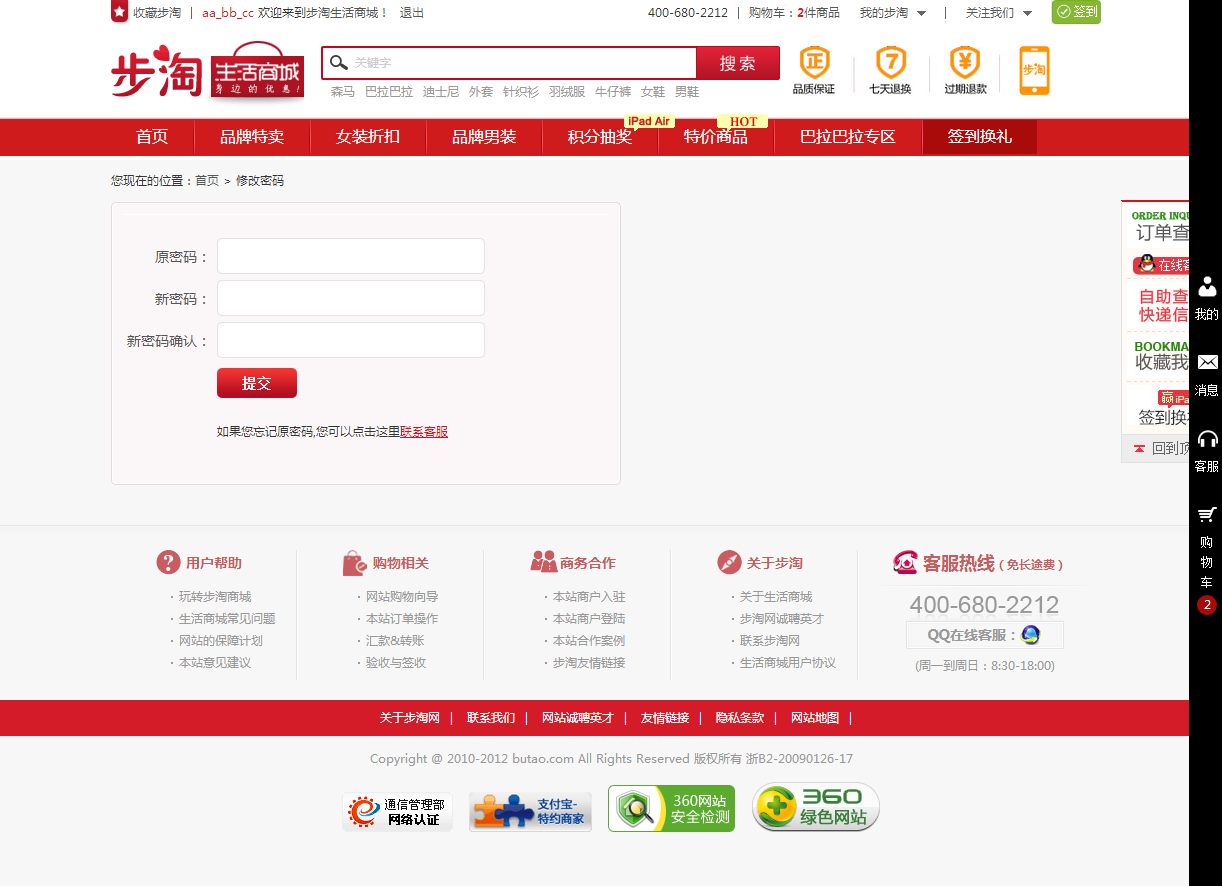 收藏步淘 | aa_bb_cc 欢迎来到步淘生活商城！ 退出 400-680-2212 | 购物车：2件商品 我的步淘 | 关注我们 签到
步淘 生活商城 身边的优惠！ 关键字 搜索 正 7 ¥ 步淘
品质保证 七天退换 过期退款
森马 巴拉巴拉 迪士尼 外套 针织衫 羽绒服 牛仔裤 女鞋 男鞋
iPad Air HOT
首页 品牌特卖 女装折扣 品牌男装 积分抽奖 特价商品 巴拉巴拉专区 签到换礼
您现在的位置：首页 > 修改密码
原密码：
新密码：
新密码确认：
提交
如果您忘记原密码,您可以点击这里联系客服
ORDER INQU
订单查
在线客
自助查
快递信
BOOKMA
收藏我
赢iPa
签到换
回到顶
我的
消息
客服
购
物
车
2
用户帮助 购物相关 商务合作 关于步淘 客服热线（免长途费）
· 玩转步淘商城 · 网站购物向导 · 本站商户入驻 · 关于生活商城
· 生活商城常见问题 · 本站订单操作 · 本站商户登陆 · 步淘网诚聘英才
· 网站的保障计划 · 汇款&转账 · 本站合作案例 · 联系步淘网
· 本站意见建议 · 验收与签收 · 步淘友情链接 · 生活商城用户协议
400-680-2212
QQ在线客服：
(周一到周日：8:30-18:00)
关于步淘网 | 联系我们 | 网站诚聘英才 | 友情链接 | 隐私条款 | 网站地图 |
Copyright @ 2010-2012 butao.com All Rights Reserved 版权所有 浙B2-20090126-17
通信管理部
网络认证
支付宝-
特约商家
360网站
安全检测
360
绿色网站